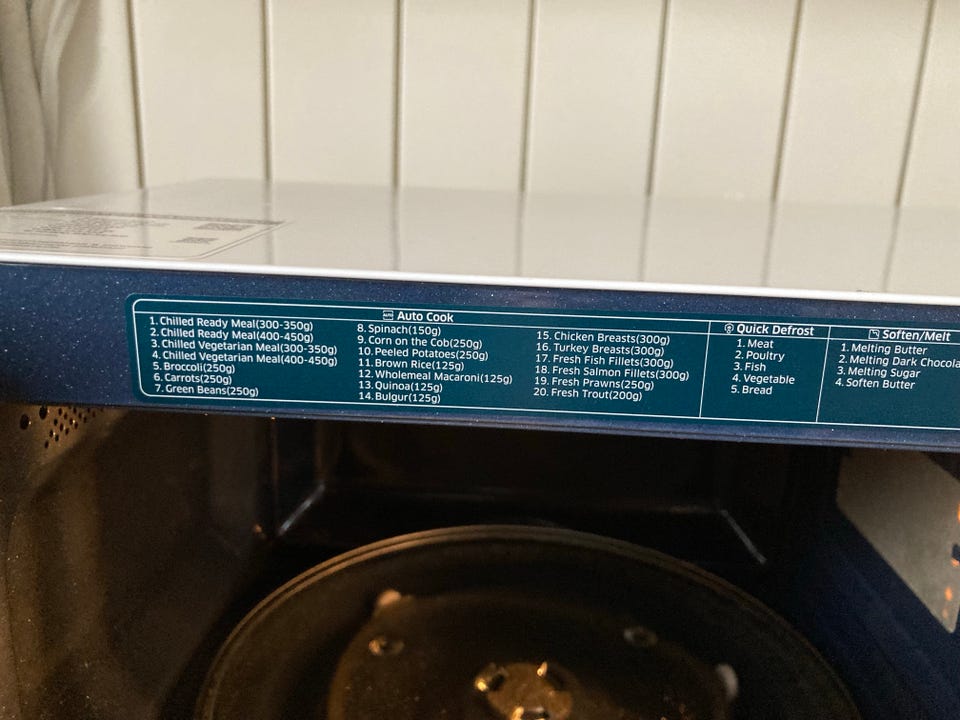 Auto Cook
1. Chilled Ready Meal(300-350g)
2. Chilled Ready Meal(400-450g)
3. Chilled Vegetarian Meal(300-350g)
4. Chilled Vegetarian Meal(400-450g)
5. Broccoli(250g)
6. Carrots(250g)
7. Green Beans(250g)
8. Spinach(150g)
9. Corn on the Cob(250g)
10. Peeled Potatoes(250g)
11. Brown Rice(125g)
12. Wholemeal Macaroni(125g)
13. Quinoa(125g)
14. Bulgur(125g)
15. Chicken Breasts(300g)
16. Turkey Breasts(300g)
17. Fresh Fish Fillets(300g)
18. Fresh Salmon Fillets(300g)
19. Fresh Prawns(250g)
20. Fresh Trout(200g)
Quick Defrost
1. Meat
2. Poultry
3. Fish
4. Vegetable
5. Bread
Soften/Melt
1. Melting Butter
2. Melting Dark Chocola
3. Melting Sugar
4. Soften Butter